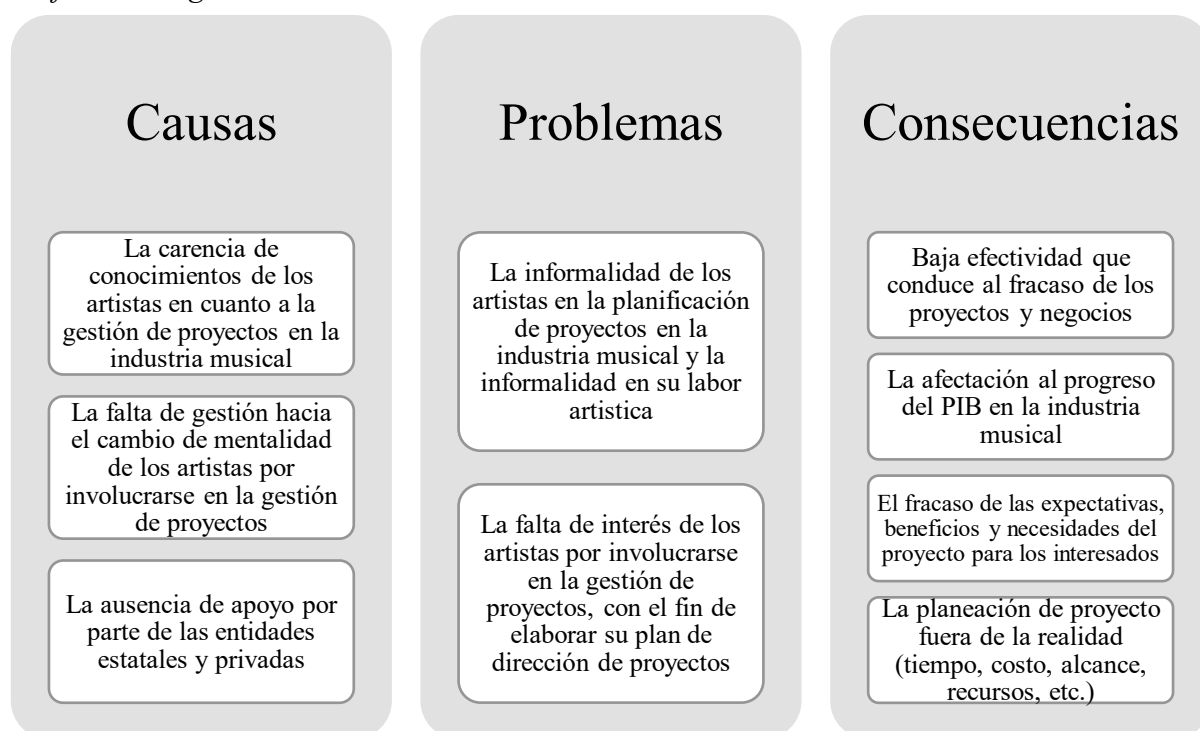 Causas
La carencia de
conocimientos de los
artistas en cuanto a la
gestión de proyectos en la
industria musical
La falta de gestión hacia
el cambio de mentalidad
de los artistas por
involucrarse en la gestión
de proyectos
La ausencia de apoyo por
parte de las entidades
estatales y privadas
Problemas
La informalidad de los
artistas en la planificación
de proyectos en la
industria musical y la
informalidad en su labor
artistica
La falta de interés de los
artistas por involucrarse
en la gestión de
proyectos, con el fin de
elaborar su plan de
dirección de proyectos
Consecuencias
Baja efectividad que
conduce al fracaso de los
proyectos y negocios
La afectación al progreso
del PIB en la industria
musical
El fracaso de las expectativas,
beneficios y necesidades del
proyecto para los interesados
La planeación de proyecto
fuera de la realidad
(tiempo, costo, alcance,
recursos, etc.)